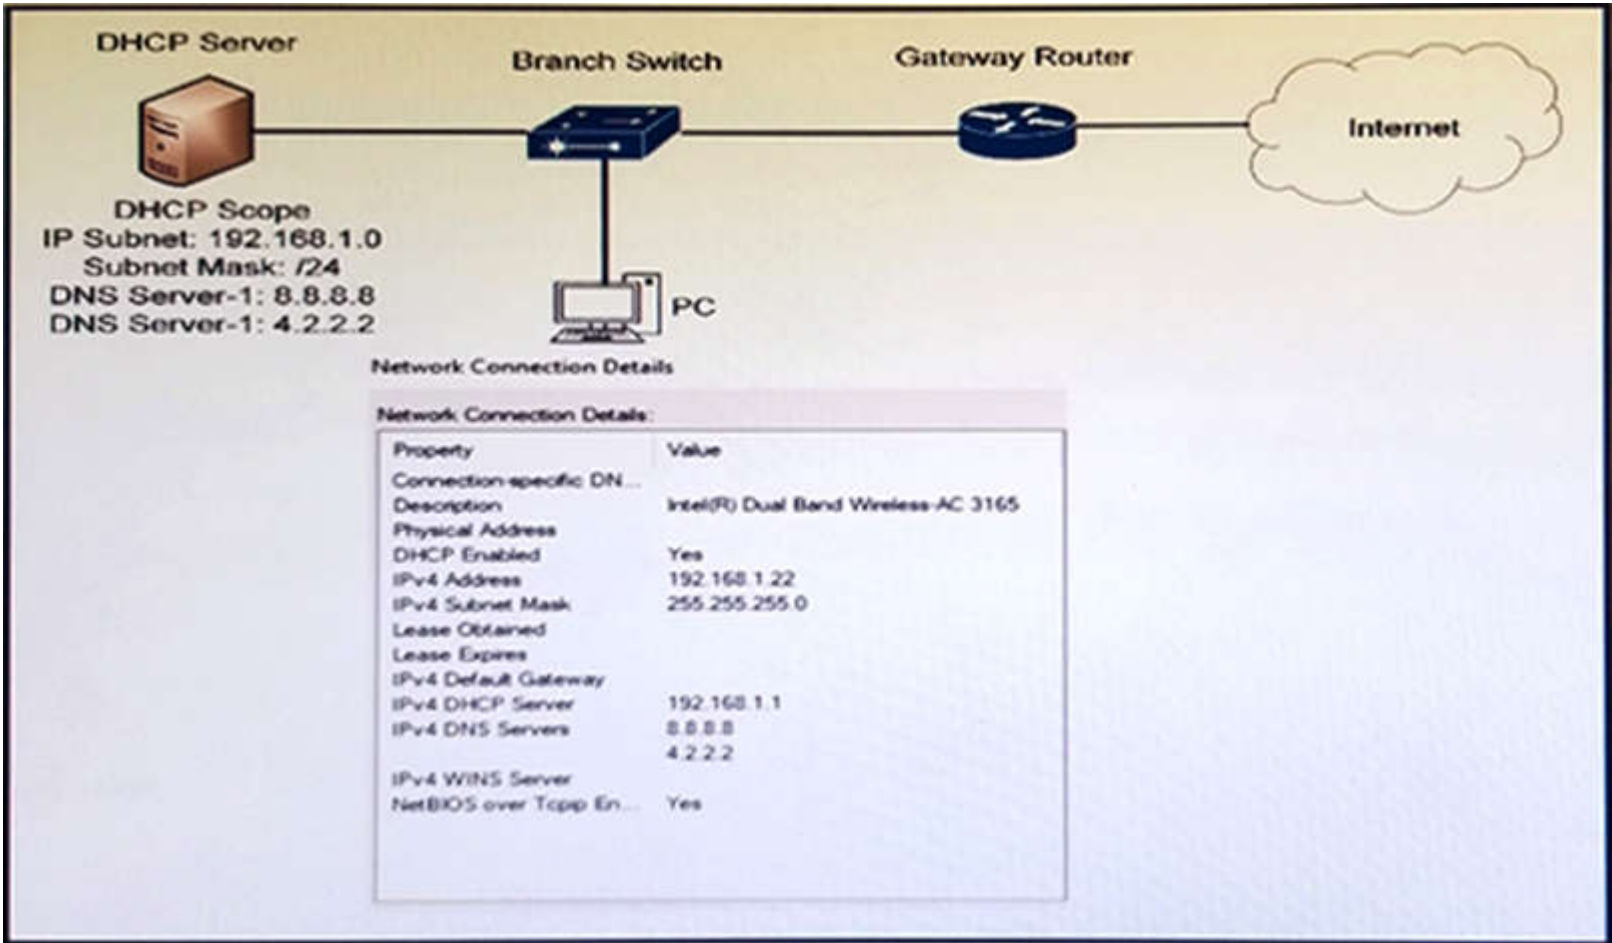 DHCP Server
Branch Switch
Gateway Router
Internet
DHCP Scope
IP Subnet: 192.168.1.0
Subnet Mask: /24
DNS Server-1: 8.8.8.8
DNS Server-1: 4.2.2.2
PC
Network Connection Details
Network Connection Details:
Property Value
Connection-specific DN...
Description Intel(R) Dual Band Wireless-AC 3165
Physical Address
DHCP Enabled Yes
IPv4 Address 192.168.1.22
IPv4 Subnet Mask 255.255.255.0
Lease Obtained
Lease Expires
IPv4 Default Gateway
IPv4 DHCP Server 192.168.1.1
IPv4 DNS Servers 8.8.8.8
4.2.2.2
IPv4 WINS Server
NetBIOS over Tcpip En... Yes